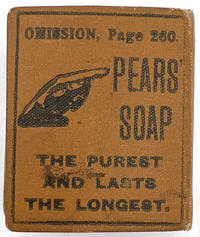 OMISSION, Page 260.
PEARS'
SOAP
THE PUREST
AND LASTS
THE LONGEST.